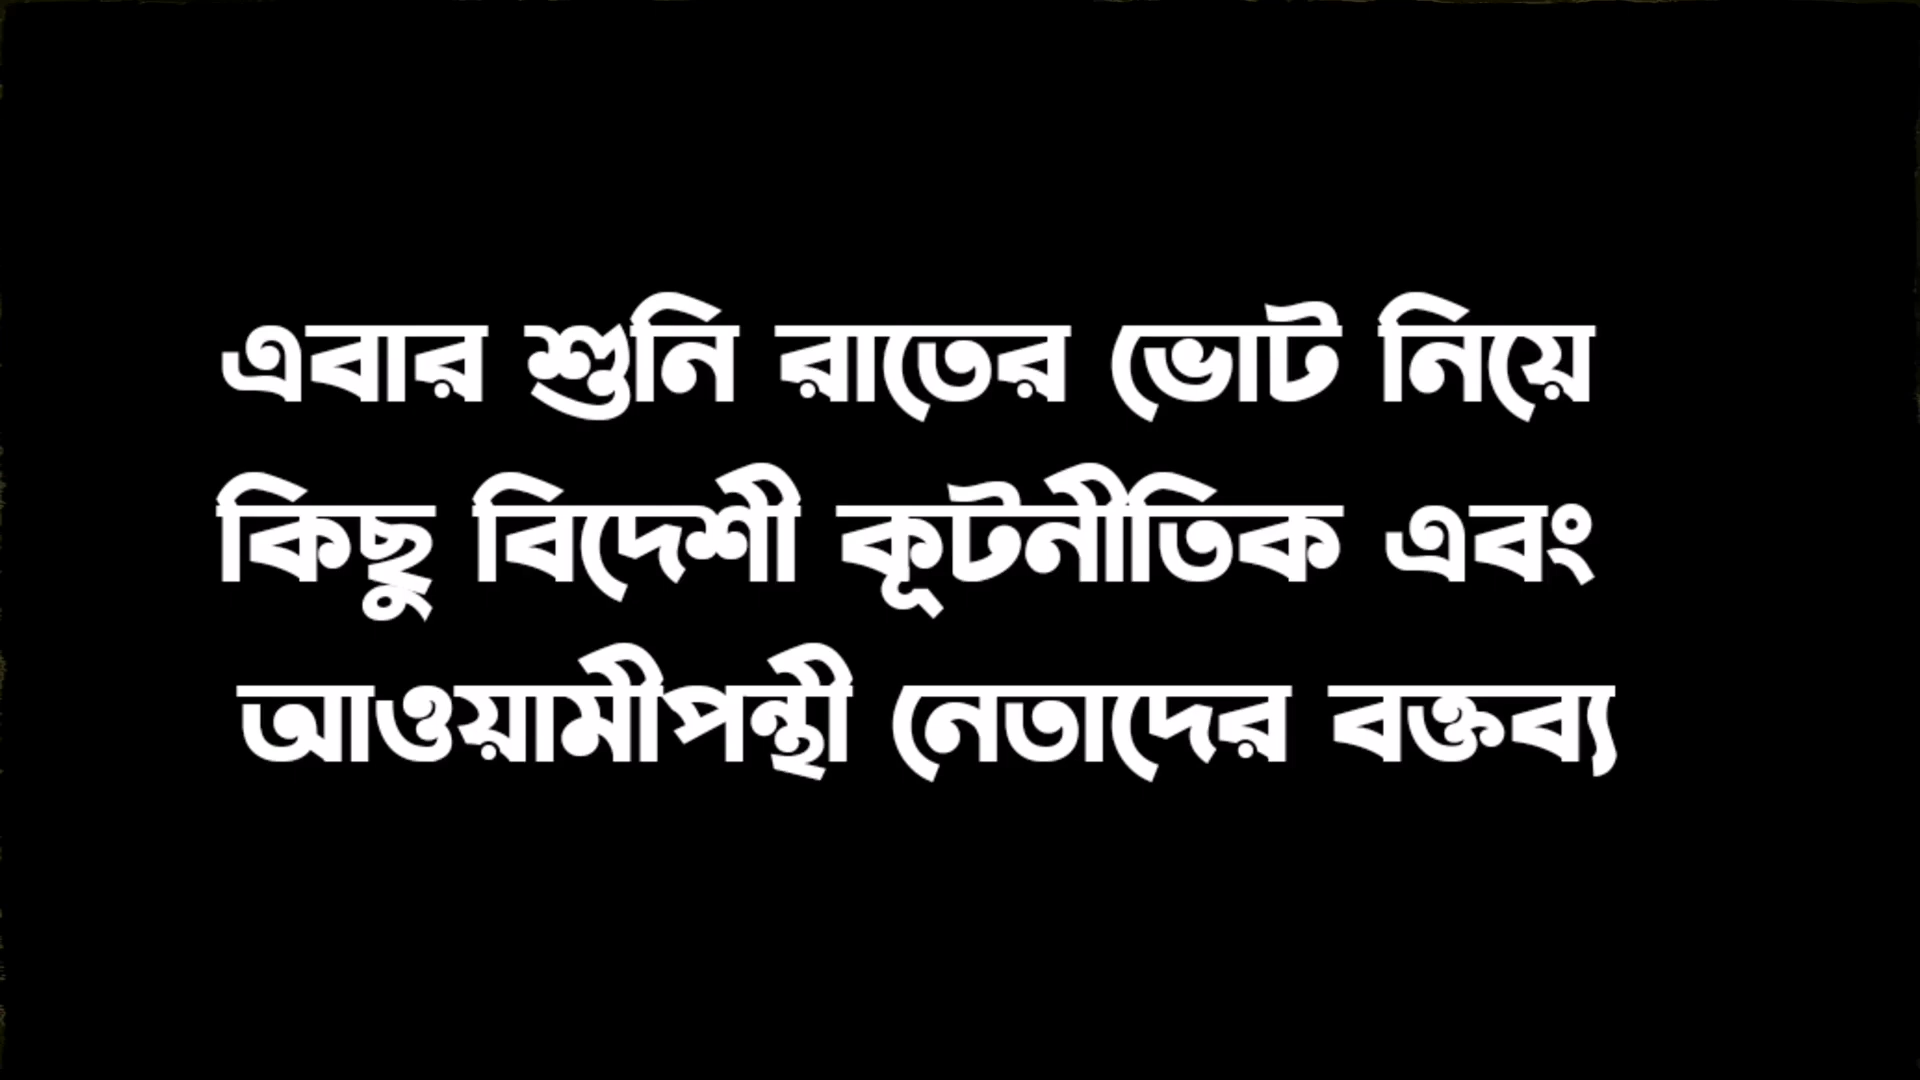 এবার শুনি রাতের ভোট নিয়ে
কিছু বিদেশী কূটনীতিক এবং
আওয়ামীপন্থী নেতাদের বক্তব্য